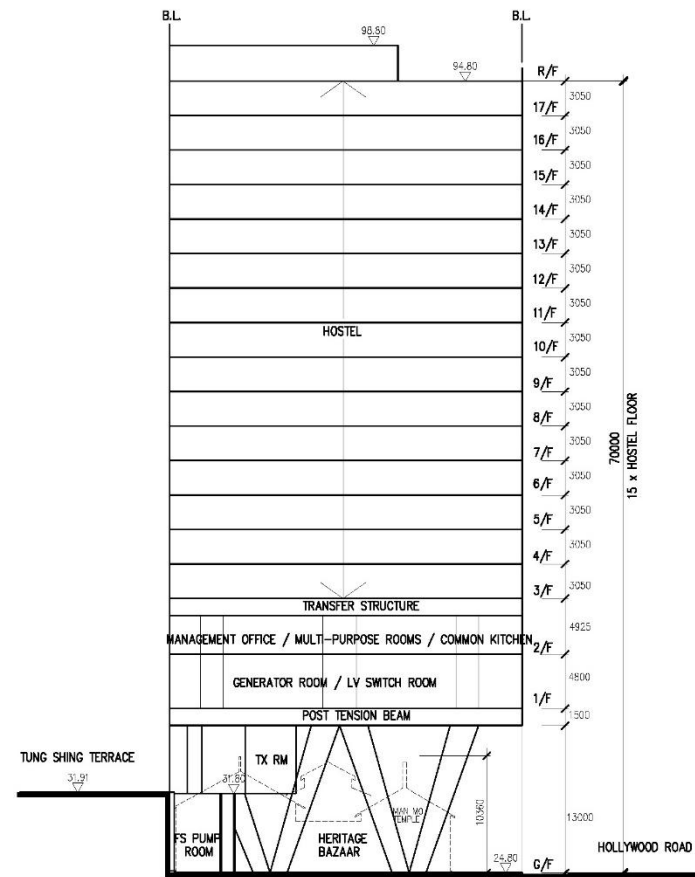 B.L.
B.L.
98.80
94.80
R/F
3050
17/F
3050
16/F
3050
15/F
3050
14/F
3050
13/F
3050
12/F
3050
11/F
3050
HOSTEL
10/F
3050
9/F
3050
8/F
3050
7/F
3050
6/F
3050
5/F
3050
4/F
3050
3/F
70000
15 x HOSTEL FLOOR
TRANSFER STRUCTURE
4925
MANAGEMENT OFFICE / MULTI-PURPOSE ROOMS / COMMON KITCHEN
2/F
GENERATOR ROOM / LV SWITCH ROOM
4800
1/F
POST TENSION BEAM
1500
TUNG SHING TERRACE
31.91
TX RM
31.80
MAN MO
TEMPLE
10360
13000
FS PUMP
ROOM
HERITAGE
BAZAAR
24.80
G/F
HOLLYWOOD ROAD